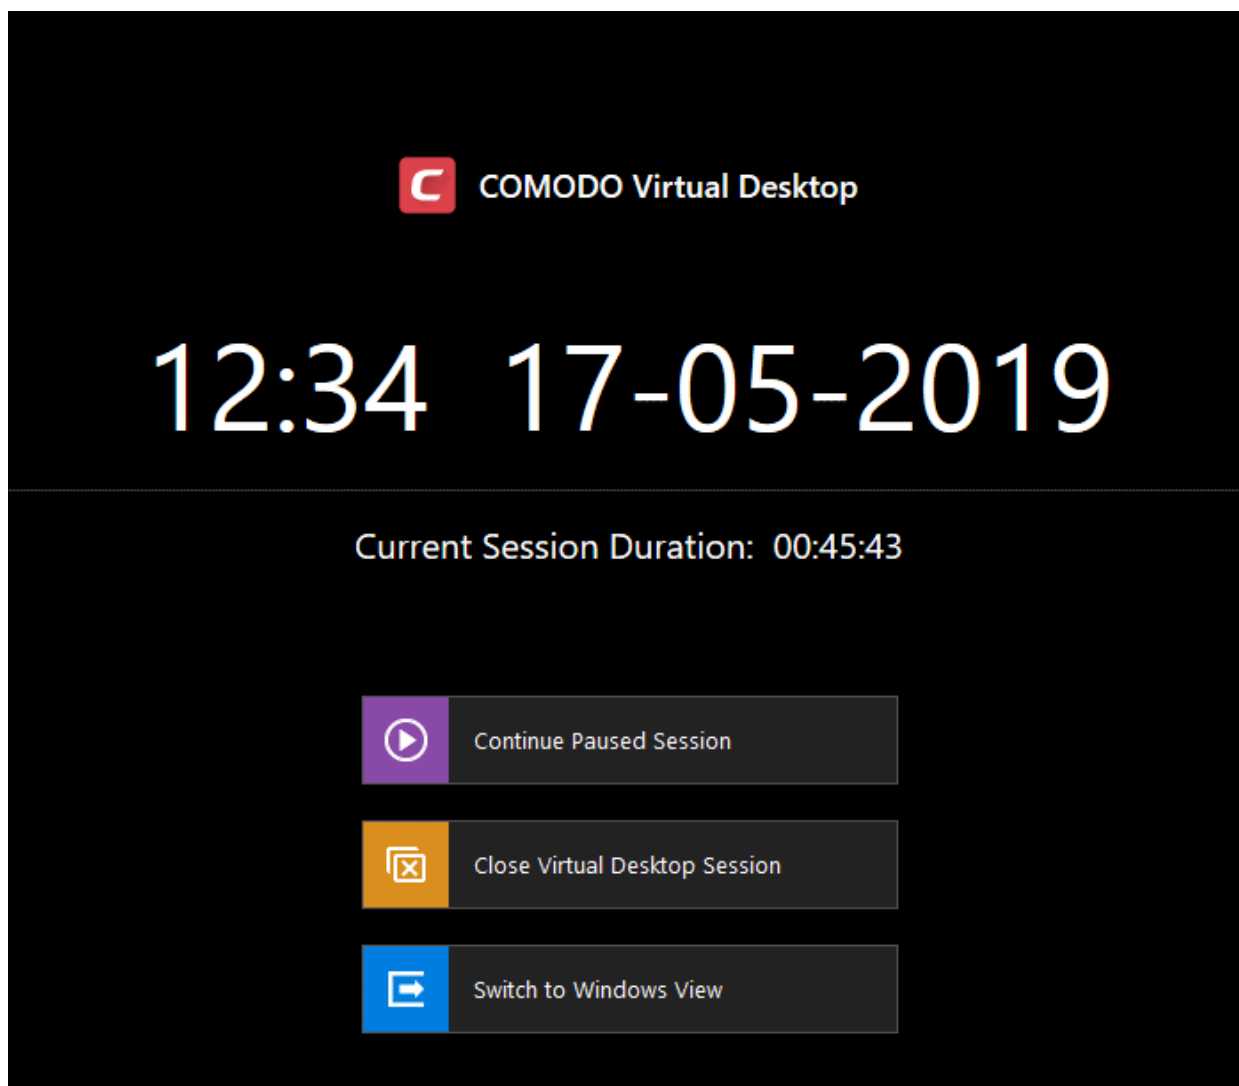 COMODO Virtual Desktop
12:34 17-05-2019
Current Session Duration: 00:45:43
Continue Paused Session
Close Virtual Desktop Session
Switch to Windows View